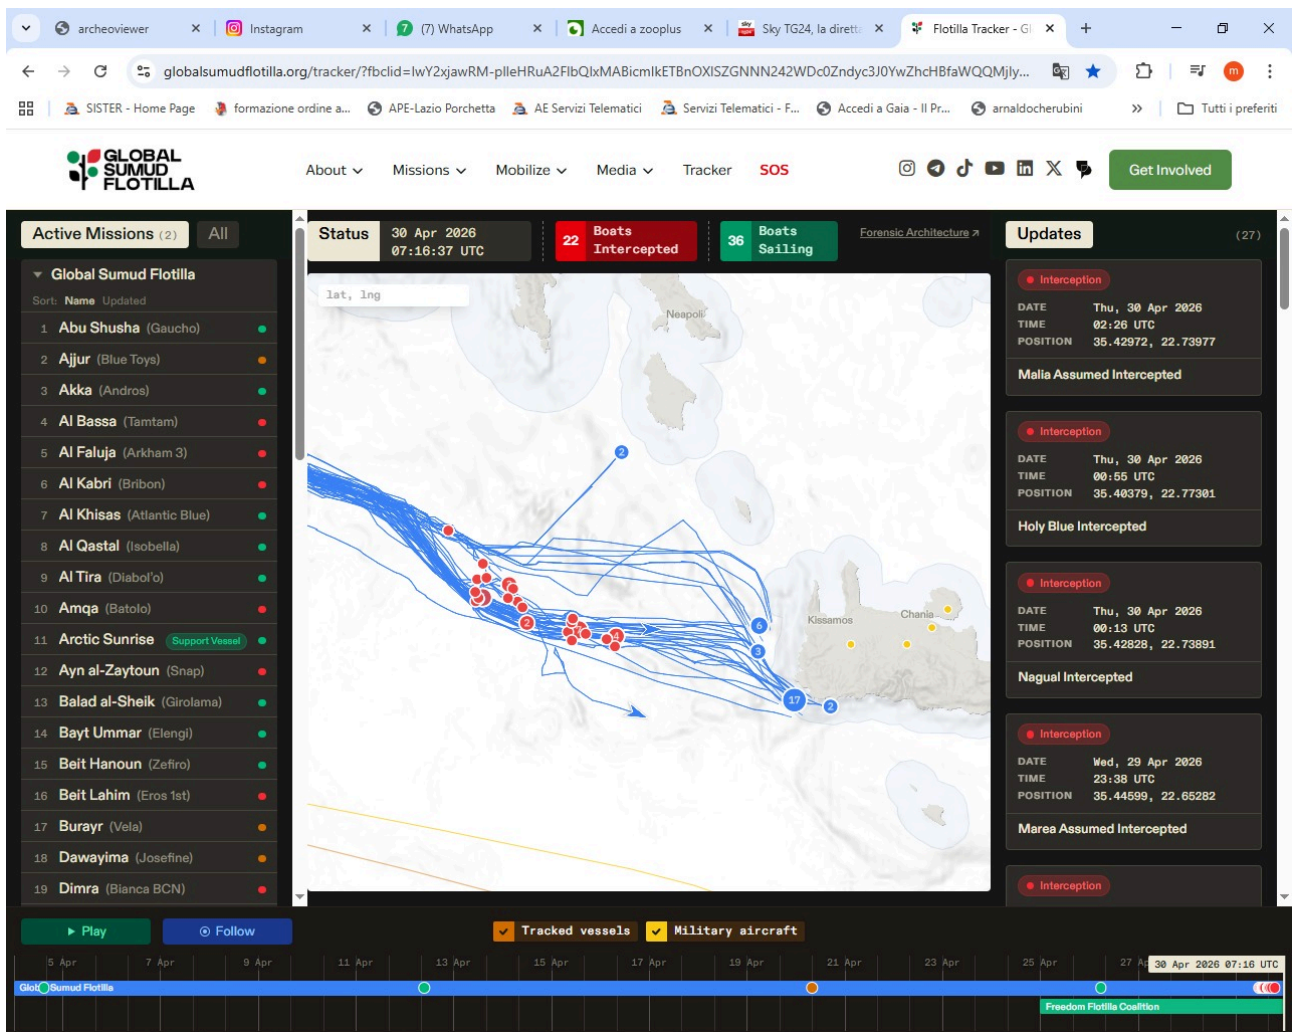 archeoviewer
Instagram
7
(7) WhatsApp
Accedi a zooplus
Sky TG24, la dirett
Flotilla Tracker - Gl
globalsumudflotilla.org/tracker/?fbclid=
m
SISTER - Home Page
formazione ordine a...
APE-Lazio Porchetta
AE Servizi Telematici
Servizi Telematici - F...
Accedi a Gaia - Il Pr...
arnaldocherubini
Tutti i preferiti
GLOBAL
SUMUD
FLOTILLA
About
Missions
Mobilize
Media
Tracker
SOS
Get Involved
Active Missions (2)
All
Global Sumud Flotilla
Sort: Name Updated
1 Abu Shusha (Gaucho)
2 Ajjur (Blue Toys)
3 Akka (Andros)
4 Al Bassa (Tamtam)
5 Al Faluja (Arkham 3)
6 Al Kabri (Bribon)
7 Al Khisas (Atlantic Blue)
8 Al Qastal (Isobella)
9 Al Tira (Diabol'o)
10 Amqa (Batolo)
11 Arctic Sunrise Support Vessel
12 Ayn al-Zaytoun (Snap)
13 Balad al-Sheik (Girolama)
14 Bayt Ummar (Elengi)
15 Beit Hanoun (Zefiro)
16 Beit Lahim (Eros 1st)
17 Burayr (Vela)
18 Dawayima (Josefine)
19 Dimra (Bianca BCN)
Status
30 Apr 2026
07:16:37 UTC
22
Boats
Intercepted
36
Boats
Sailing
Forensic Architecture
lat, lng
Neapoli
2
2
4
6
3
17
2
Kissamos
Chania
Updates
(27)
Interception
DATE Thu, 30 Apr 2026
TIME 02:26 UTC
POSITION 35.42972, 22.73977
Malia Assumed Intercepted
Interception
DATE Thu, 30 Apr 2026
TIME 00:55 UTC
POSITION 35.40379, 22.77301
Holy Blue Intercepted
Interception
DATE Thu, 30 Apr 2026
TIME 00:13 UTC
POSITION 35.42828, 22.73891
Nagual Intercepted
Interception
DATE Wed, 29 Apr 2026
TIME 23:38 UTC
POSITION 35.44599, 22.65282
Marea Assumed Intercepted
Interception
Play
Follow
Tracked vessels
Military aircraft
5 Apr
7 Apr
9 Apr
11 Apr
13 Apr
15 Apr
17 Apr
19 Apr
21 Apr
23 Apr
25 Apr
27 Ap
30 Apr 2026 07:16 UTC
Global Sumud Flotilla
Freedom Flotilla Coalition